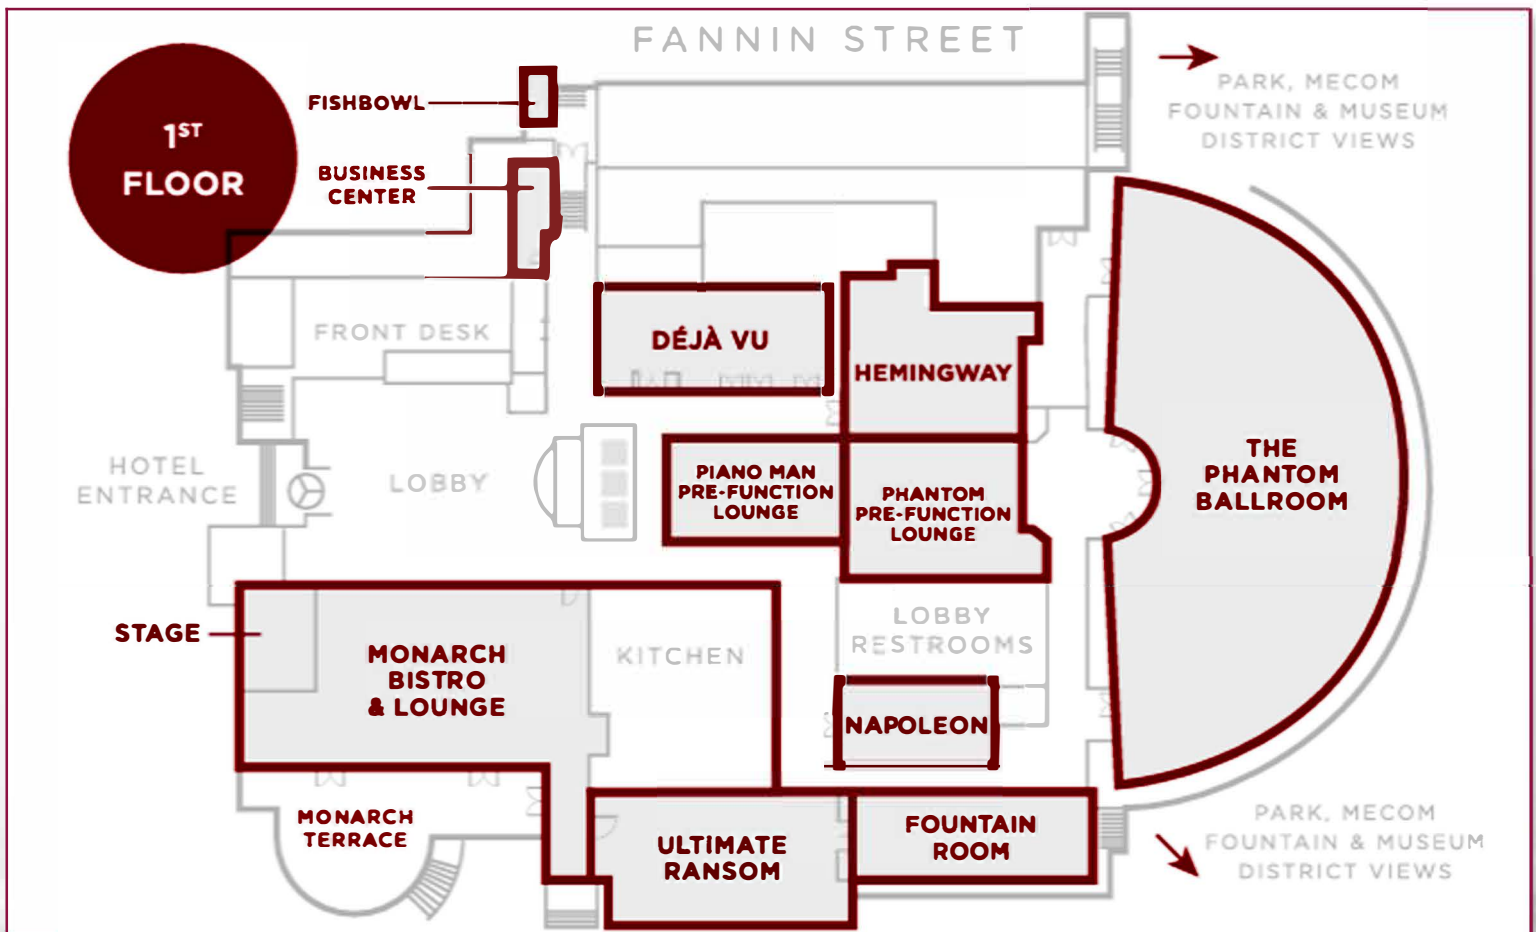 FANNIN STREET
1ST
FLOOR
FISHBOWL
BUSINESS
CENTER
PARK, MECOM
FOUNTAIN & MUSEUM
DISTRICT VIEWS
FRONT DESK
DÉJÀ VU
HEMINGWAY
HOTEL
ENTRANCE
LOBBY
PIANO MAN
PRE-FUNCTION
LOUNGE
PHANTOM
PRE-FUNCTION
LOUNGE
THE
PHANTOM
BALLROOM
STAGE
MONARCH
BISTRO
& LOUNGE
KITCHEN
LOBBY
RESTROOMS
NAPOLEON
MONARCH
TERRACE
ULTIMATE
RANSOM
FOUNTAIN
ROOM
PARK, MECOM
FOUNTAIN & MUSEUM
DISTRICT VIEWS